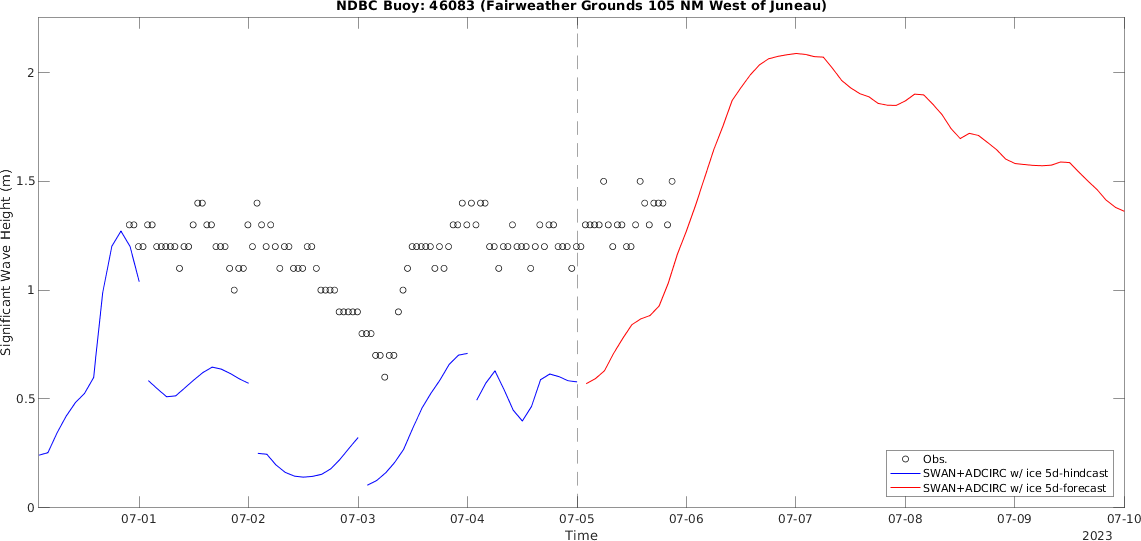 NDBC Buoy: 46083 (Fairweather Grounds 105 NM West of Juneau)
Significant Wave Height (m)
2
1.5
1
0.5
0
Obs.
SWAN+ADCIRC w/ ice 5d-hindcast
SWAN+ADCIRC w/ ice 5d-forecast
07-01 07-02 07-03 07-04 07-05 07-06 07-07 07-08 07-09 07-10
Time
2023